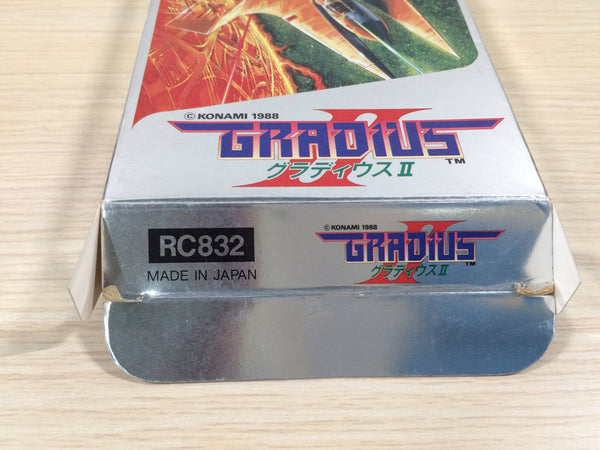 © KONAMI 1988
GRADIUS II
TM
グラディウスII
RC832
MADE IN JAPAN
© KONAMI 1988
GRADIUS II
TM
グラディウスII